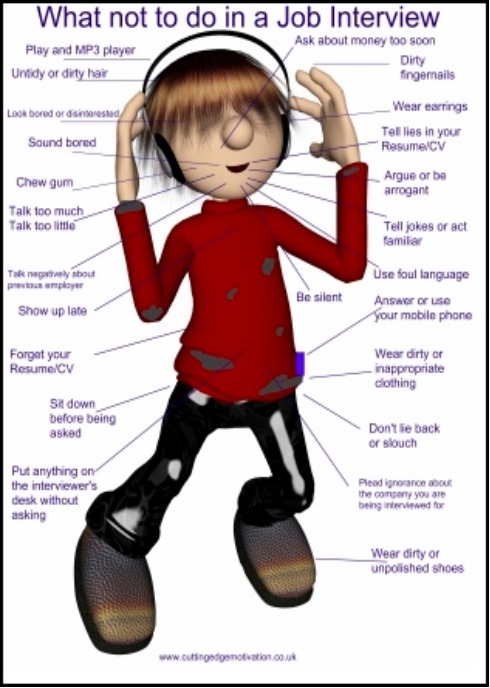 What not to do in a Job Interview
Play and MP3 player
Untidy or dirty hair
Look bored or disinterested
Sound bored
Chew gum
Talk too much
Talk too little
Talk negatively about
previous employer
Show up late
Forget your
Resume/CV
Sit down
before being
asked
Put anything on
the interviewer's
desk without
asking
Ask about money too soon
Dirty
fingernails
Wear earrings
Tell lies in your
Resume/CV
Argue or be
arrogant
Tell jokes or act
familiar
Use foul language
Be silent
Answer or use
your mobile phone
Wear dirty or
inappropriate
clothing
Don't lie back
or slouch
Plead ignorance about
the company you are
being interviewed for
Wear dirty or
unpolished shoes
www.cuttingedgemotivation.co.uk